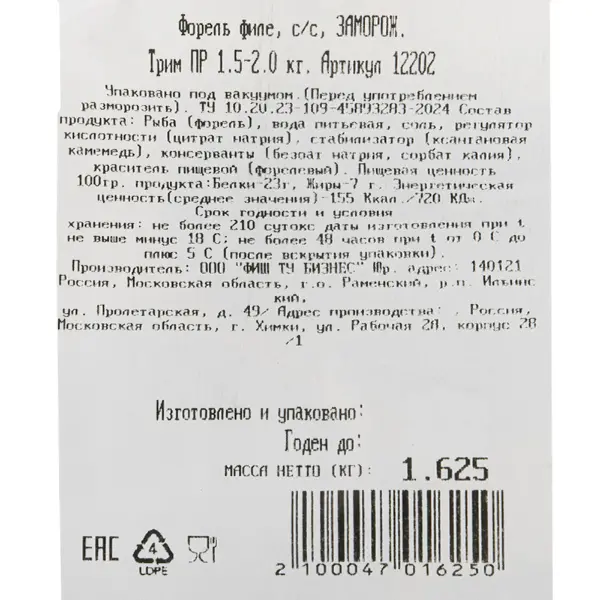 Форель филе, с/с, ЗАМОРОЖ.
Трим ПР 1.5-2.0 кг. Артикул 12202
Упаковано под вакуумом.(Перед употреблением
разморозить). ТУ 10.20.23-109-45893283-2024 Состав
продукта: Рыба (форель), вода питьевая, соль, регулятор
кислотности (цитрат натрия), стабилизатор (ксантановая
камемедь), консерванты (безоат натрия, сорбат калия),
краситель пищевой (форелевый). Пищевая ценность
100гр. продукта:Белки-23г, Жиры-7 г. Энергетическая
ценность(среднее значения)-155 Ккал./720 КДж.
Срок годности и условия
хранения: не более 210 сутокс даты изготовления при t,
не выше минус 18 С; не более 48 часов при t от 0 С до
плюс 5 С (после вскрытия упаковки).
Производитель: ООО "ФИШ ТУ БИЗНЕС" Юр. адрес: 140121
Россия, Московская область, г.о. Раменский, р.п. Ильинс
кий,
ул. Пролетарская, д. 49/ Адрес производства: , Россия,
Московская область, г. Химки, ул. Рабочая 2А, корпус 28
/1
Изготовлено и упаковано:
Годен до:
МАССА НЕТТО (КГ): 1.625
EAC 4 LDPE
2 100047 016250